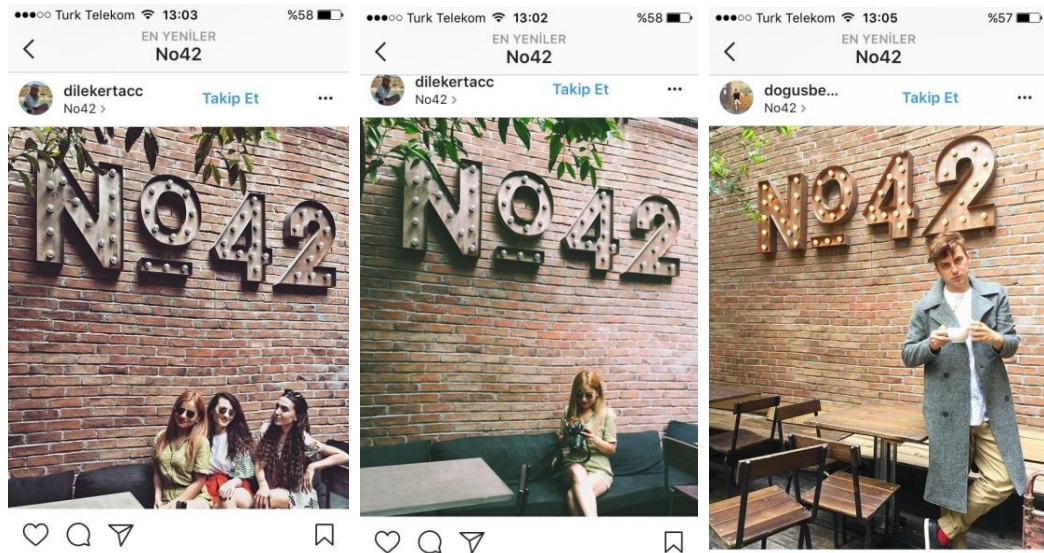 ●●●○○ Turk Telekom 13:03 %58
EN YENİLER
No42
dilekertacc
Takip Et
No42 >
Nº42
●●●○○ Turk Telekom 13:02 %58
EN YENİLER
No42
dilekertacc
Takip Et
No42 >
Nº42
●●●○○ Turk Telekom 13:05 %57
EN YENİLER
No42
dogusbe...
Takip Et
No42 >
Nº42